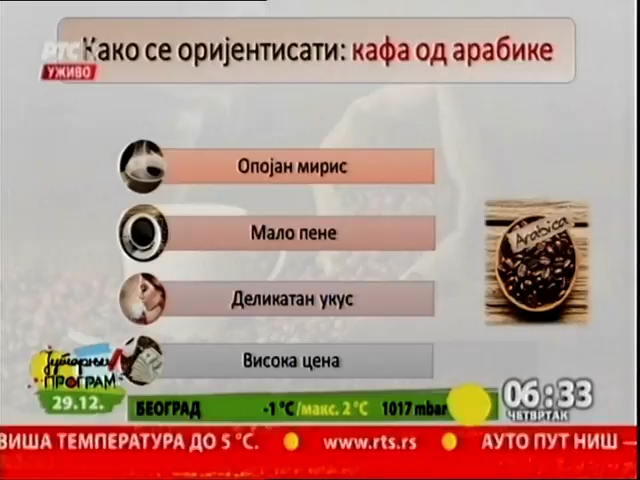 РТС
Како се оријентисати: кафа од арабике
УЖИВО
Опојан мирис
Мало пене
Arabica
Деликатан укус
Висока цена
Јутарњи
ПРОГРАМ
29.12.
БЕОГРАД -1 °C/макс. 2 °C 1017 mbar
06:33
ЧЕТВРТАК
ВИША ТЕМПЕРАТУРА ДО 5 °C. www.rts.rs АУТО ПУТ НИШ –